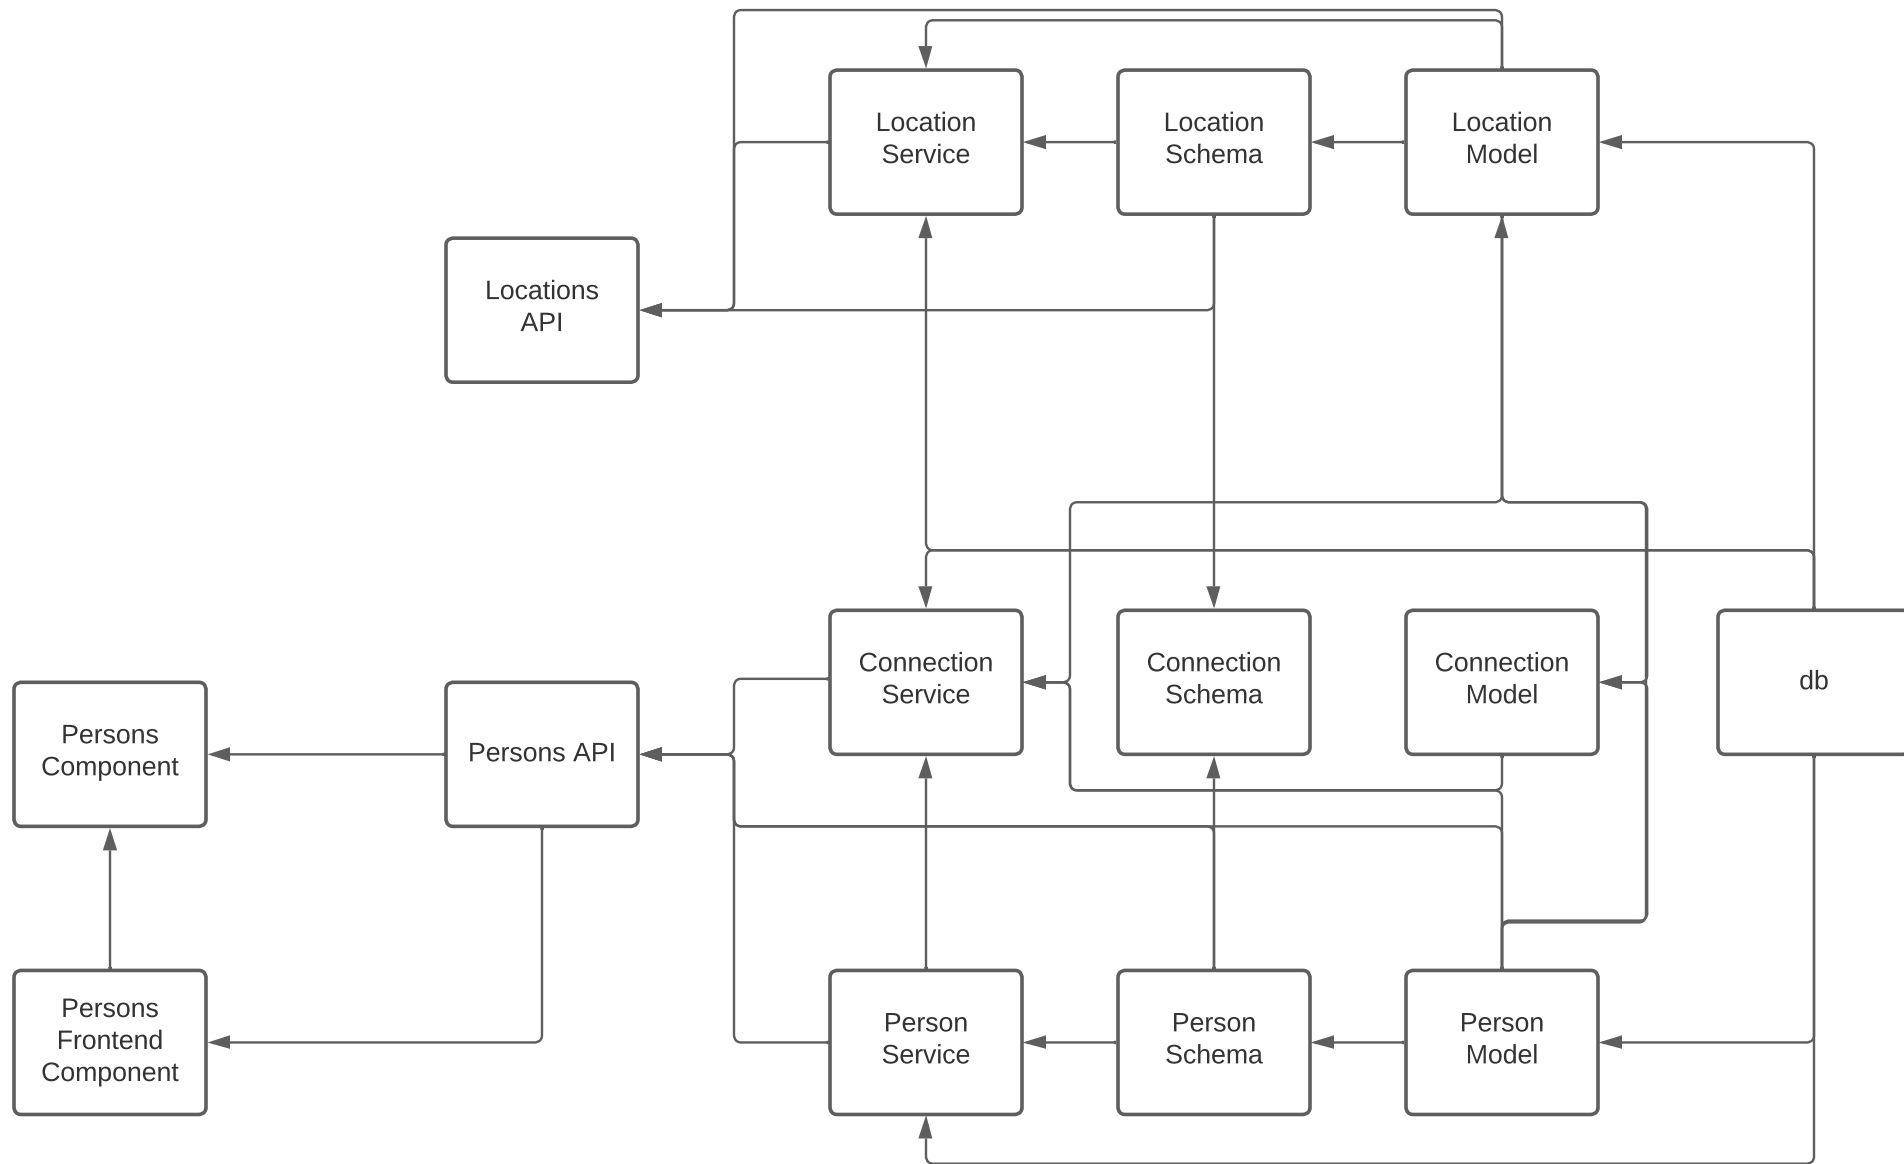 Location
Service
Location
Schema
Location
Model
Locations
API
Connection
Service
Connection
Schema
Connection
Model
db
Persons
Component
Persons API
Persons
Frontend
Component
Person
Service
Person
Schema
Person
Model